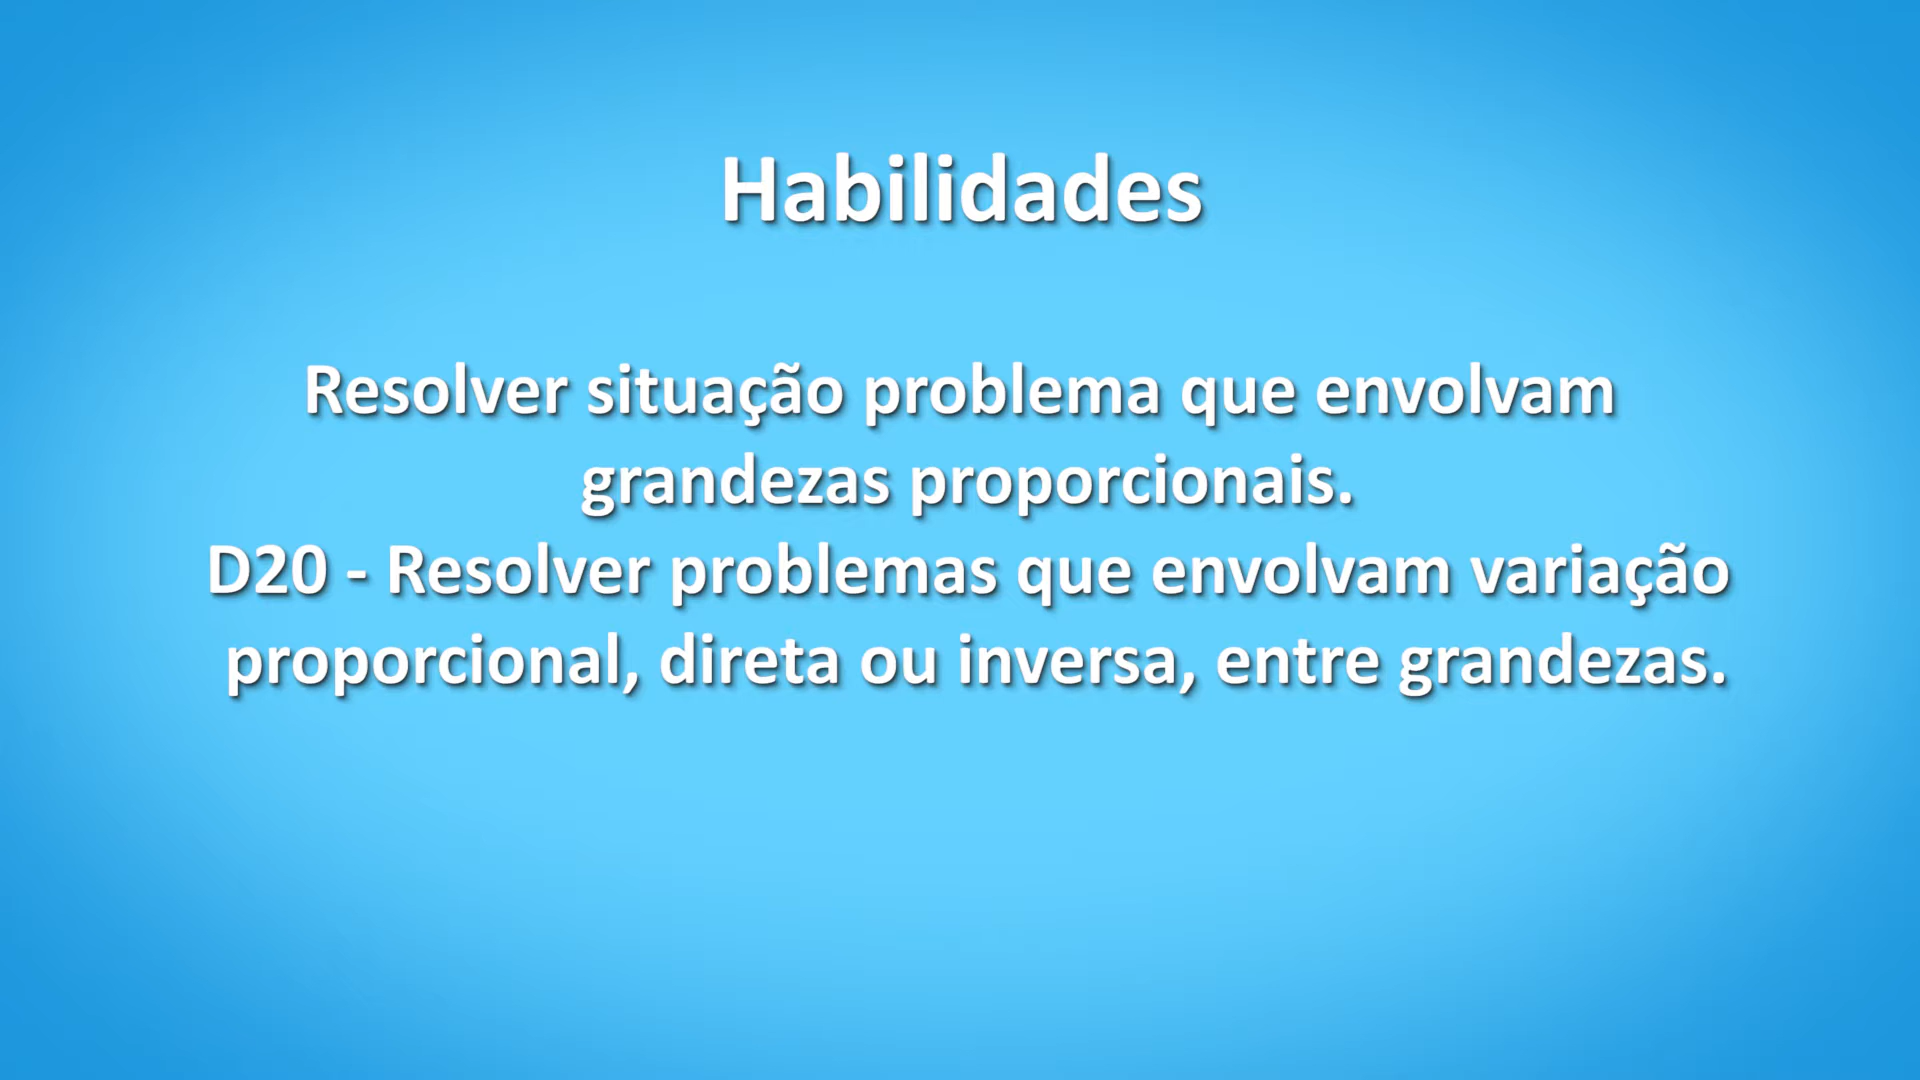 Habilidades
Resolver situação problema que envolvam
grandezas proporcionais.
D20 - Resolver problemas que envolvam variação
proporcional, direta ou inversa, entre grandezas.